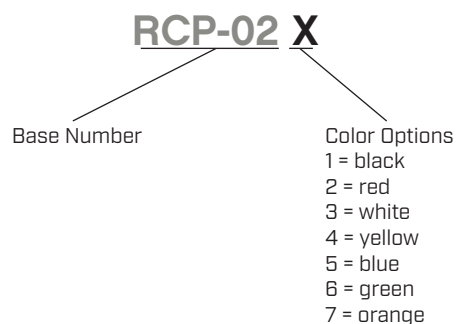 RCP-02 X
Base Number
Color Options
1 = black
2 = red
3 = white
4 = yellow
5 = blue
6 = green
7 = orange